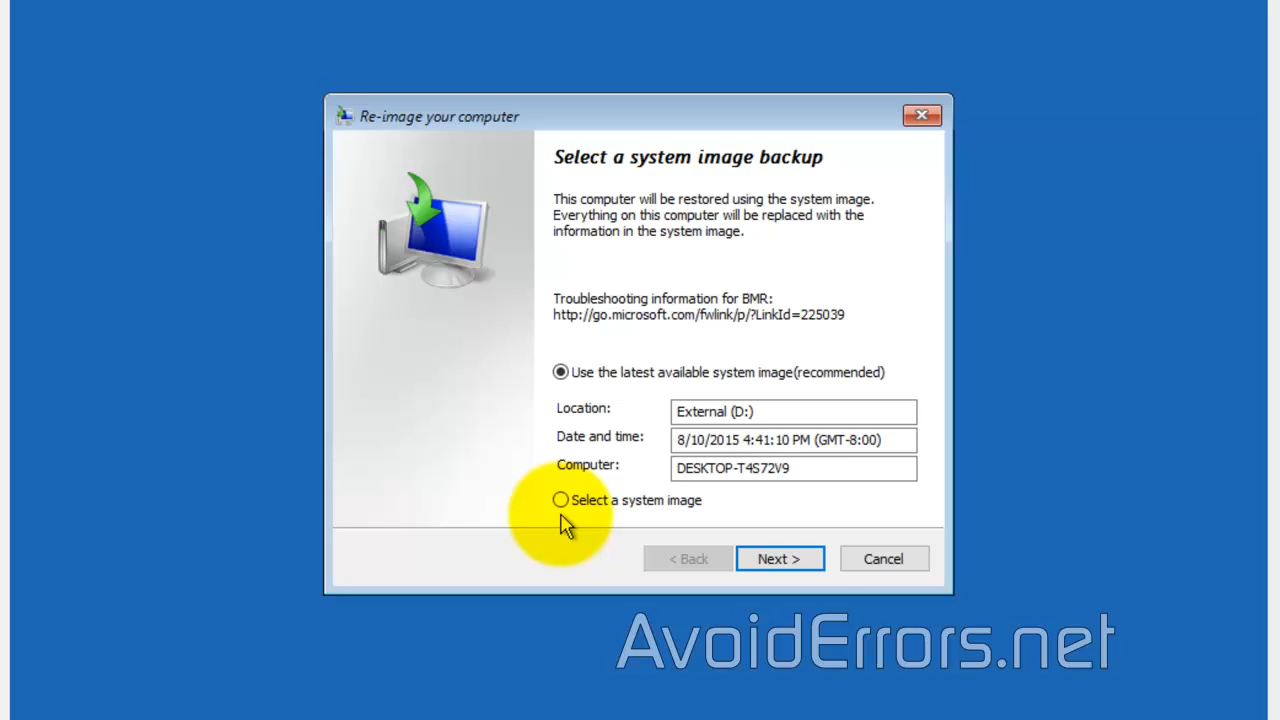 Re-image your computer
Select a system image backup
This computer will be restored using the system image.
Everything on this computer will be replaced with the
information in the system image.
Troubleshooting information for BMR:
http://go.microsoft.com/fwlink/p/?LinkId=225039
Use the latest available system image(recommended)
Location: External (D:)
Date and time: 8/10/2015 4:41:10 PM (GMT-8:00)
Computer: DESKTOP-T4S72V9
Select a system image
< Back Next > Cancel
AvoidErrors.net